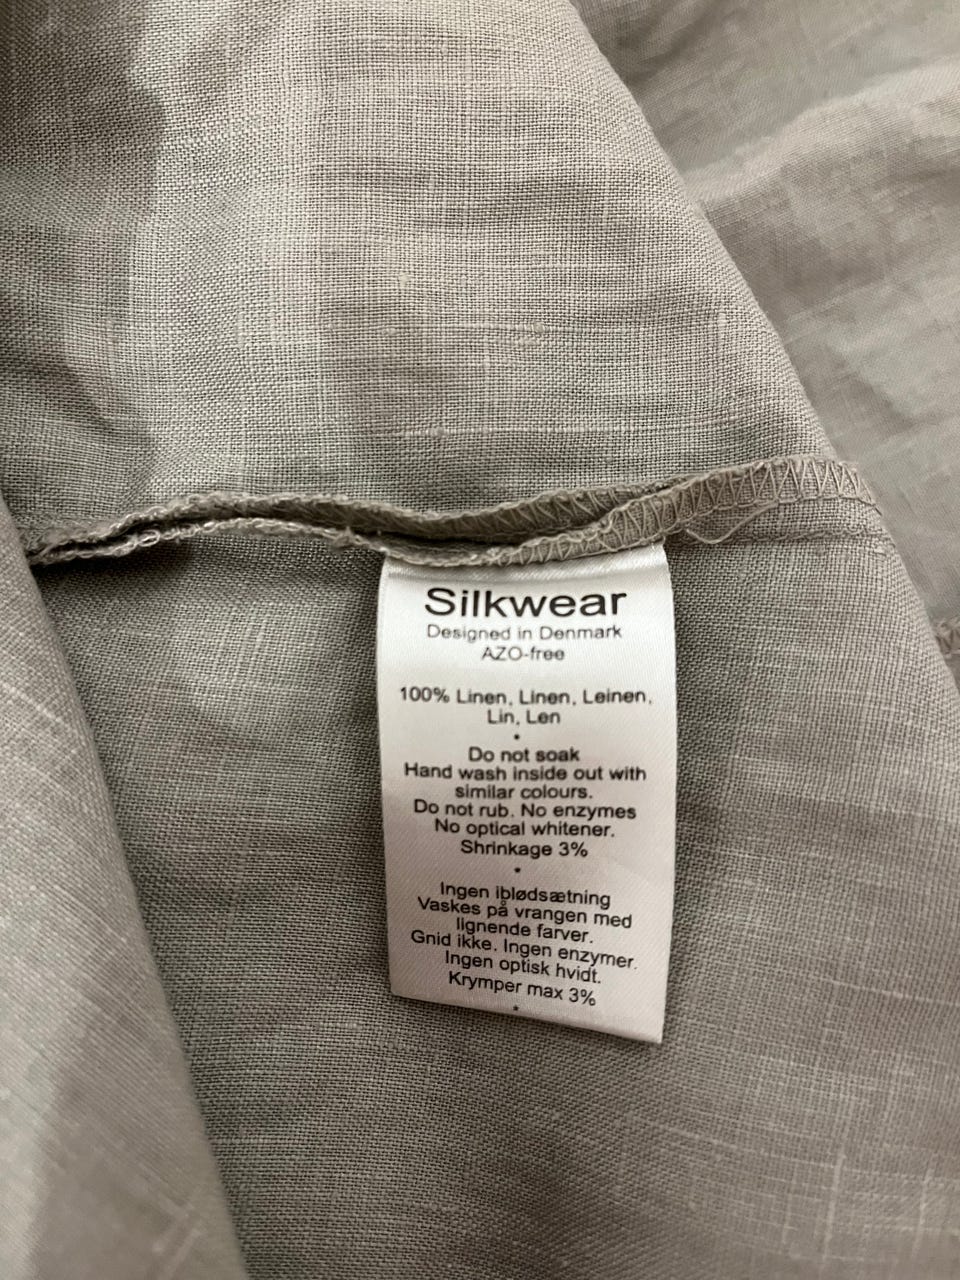 Silkwear
Designed in Denmark
AZO-free
100% Linen, Linen, Leinen,
Lin, Len
•
Do not soak
Hand wash inside out with
similar colours.
Do not rub. No enzymes
No optical whitener.
Shrinkage 3%
•
Ingen iblødsætning
Vaskes på vrangen med
lignende farver.
Gnid ikke. Ingen enzymer.
Ingen optisk hvidt.
Krymper max 3%
•